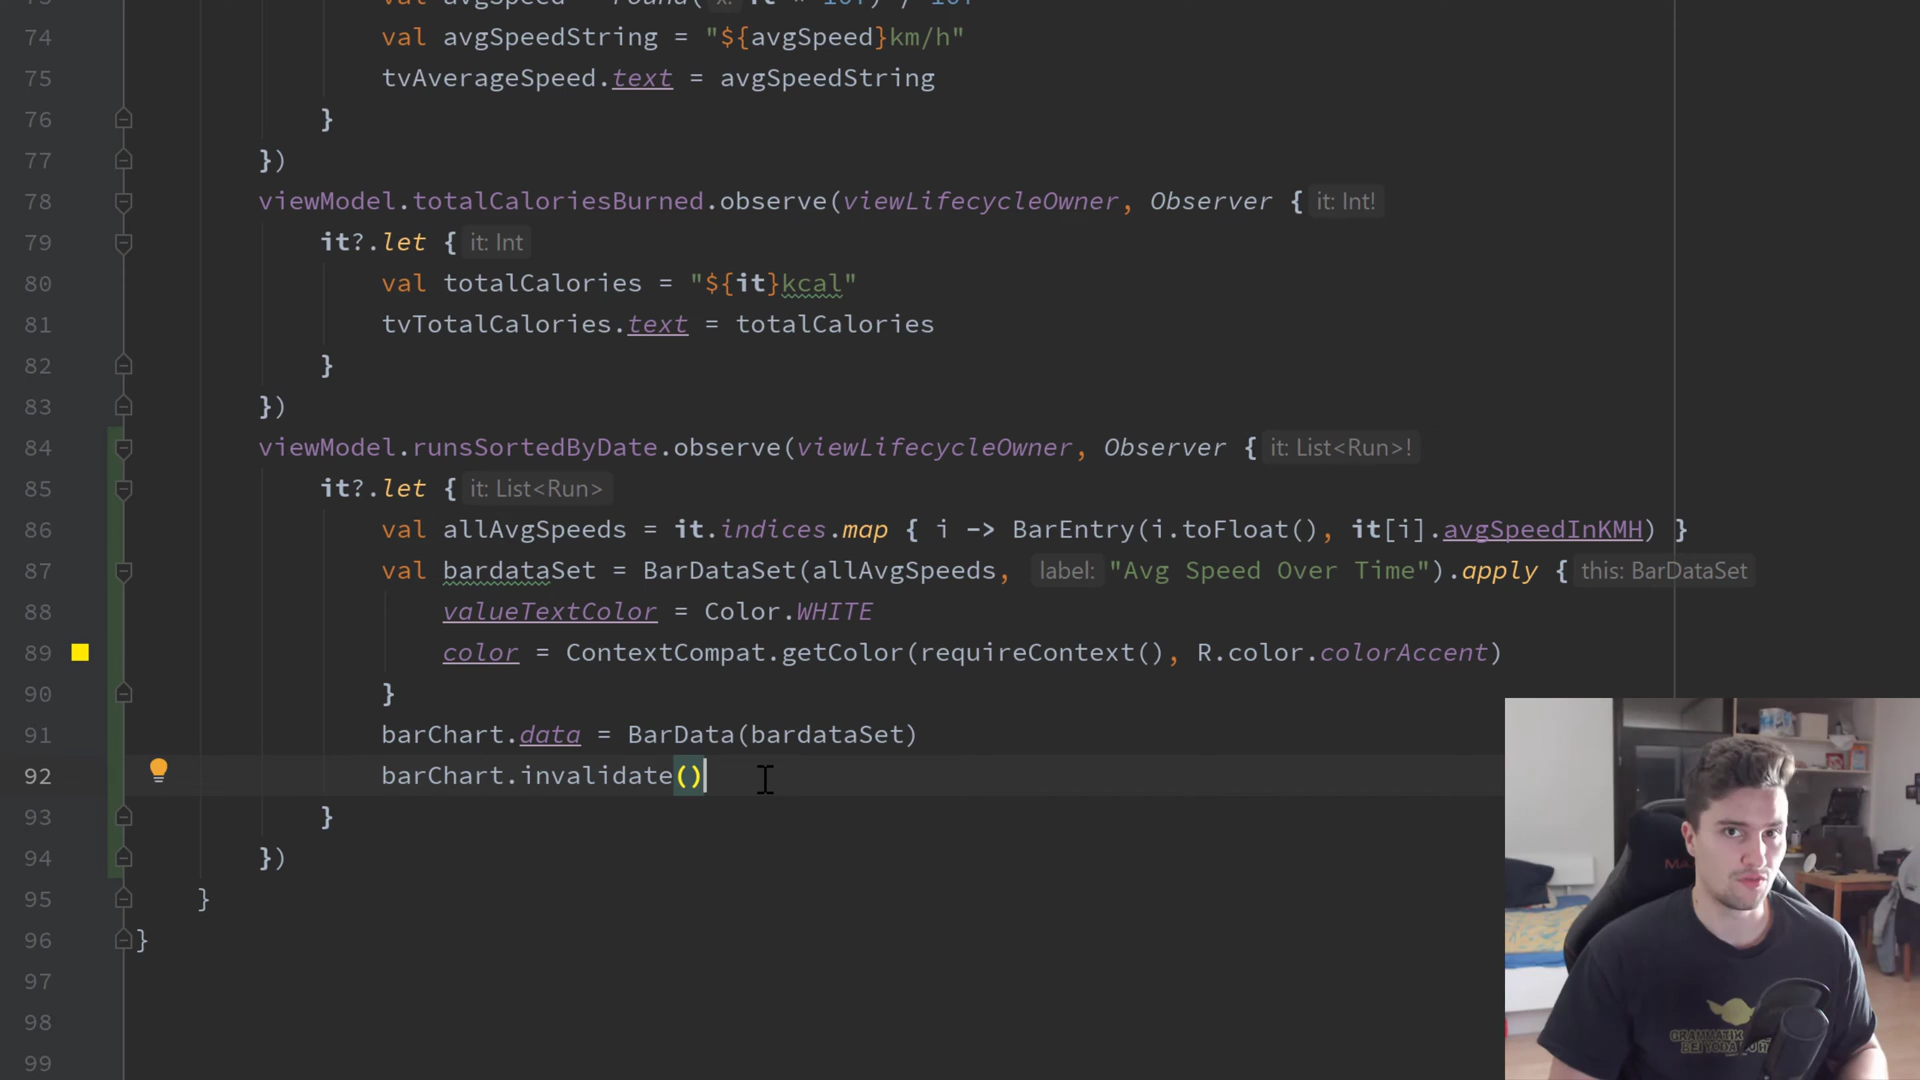 74 val avgSpeedString = "${avgSpeed}km/h"
75 tvAverageSpeed.text = avgSpeedString
76 }
77 })
78 viewModel.totalCaloriesBurned.observe(viewLifecycleOwner, Observer { it: Int!
79 it?.let { it: Int
80 val totalCalories = "${it}kcal"
81 tvTotalCalories.text = totalCalories
82 }
83 })
84 viewModel.runsSortedByDate.observe(viewLifecycleOwner, Observer { it: List<Run>!
85 it?.let { it: List<Run>
86 val allAvgSpeeds = it.indices.map { i -> BarEntry(i.toFloat(), it[i].avgSpeedInKMH) }
87 val bardataSet = BarDataSet(allAvgSpeeds, label: "Avg Speed Over Time").apply { this: BarDataSet
88 valueTextColor = Color.WHITE
89 color = ContextCompat.getColor(requireContext(), R.color.colorAccent)
90 }
91 barChart.data = BarData(bardataSet)
92 barChart.invalidate()
93 }
94 })
95 }
96 }
97
98
99
GRAMMATIK